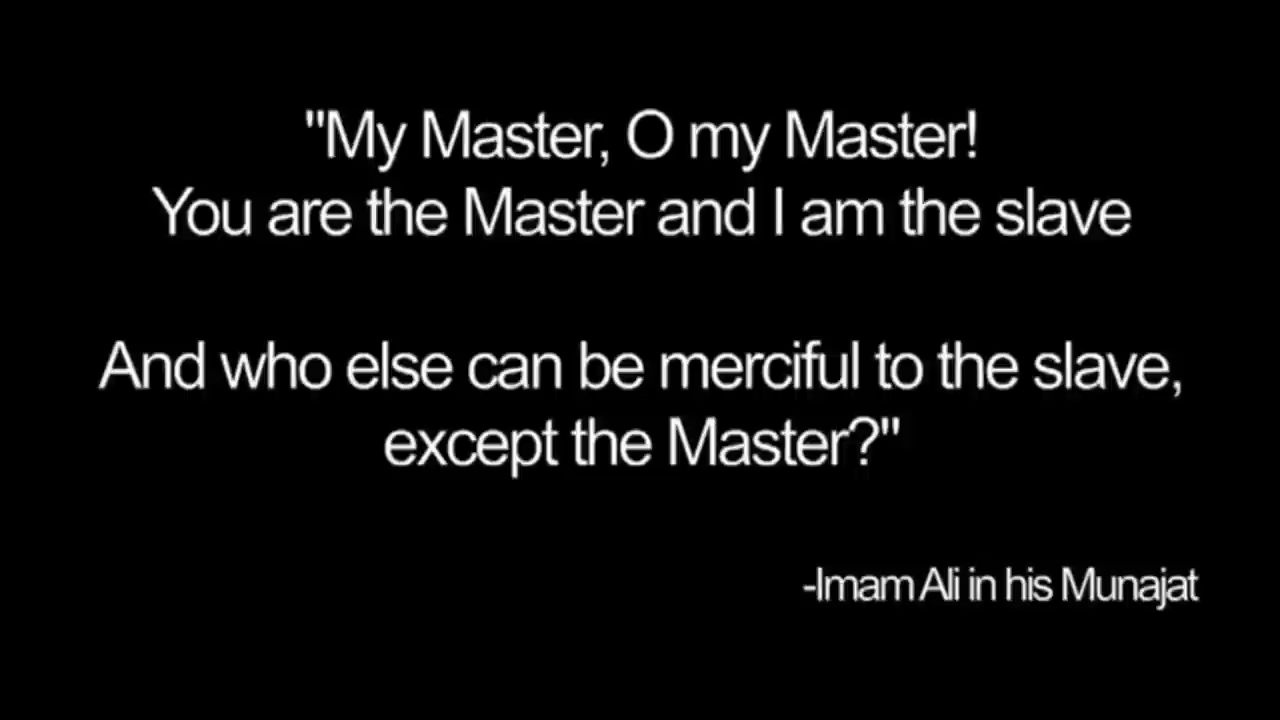 "My Master, O my Master!
You are the Master and I am the slave
And who else can be merciful to the slave,
except the Master?"
-Imam Ali in his Munajat